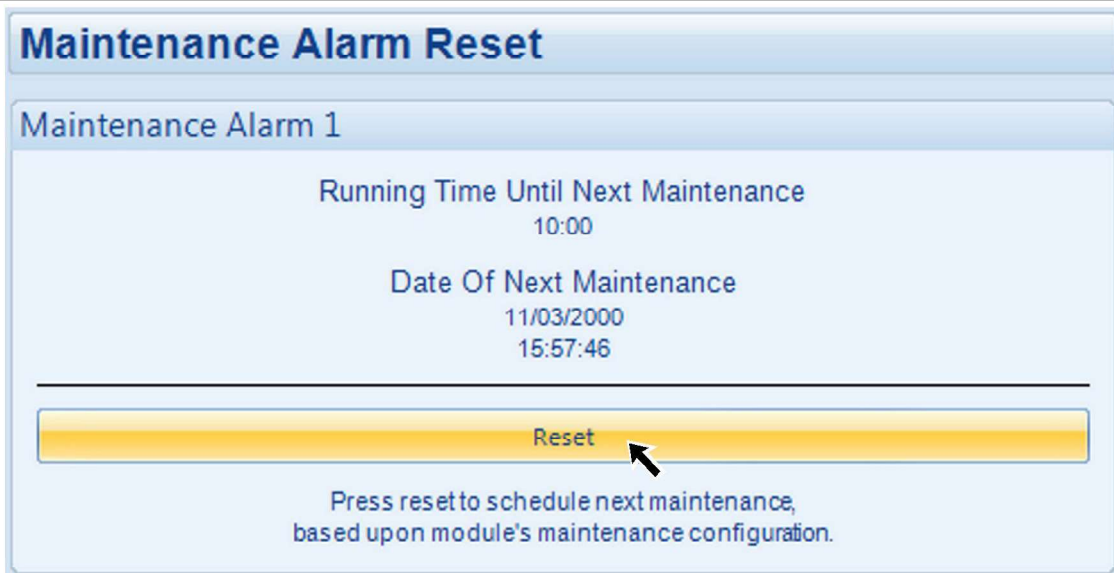 Maintenance Alarm Reset
Maintenance Alarm 1
Running Time Until Next Maintenance
10:00
Date Of Next Maintenance
11/03/2000
15:57:46
Reset
Press reset to schedule next maintenance,
based upon module's maintenance configuration.